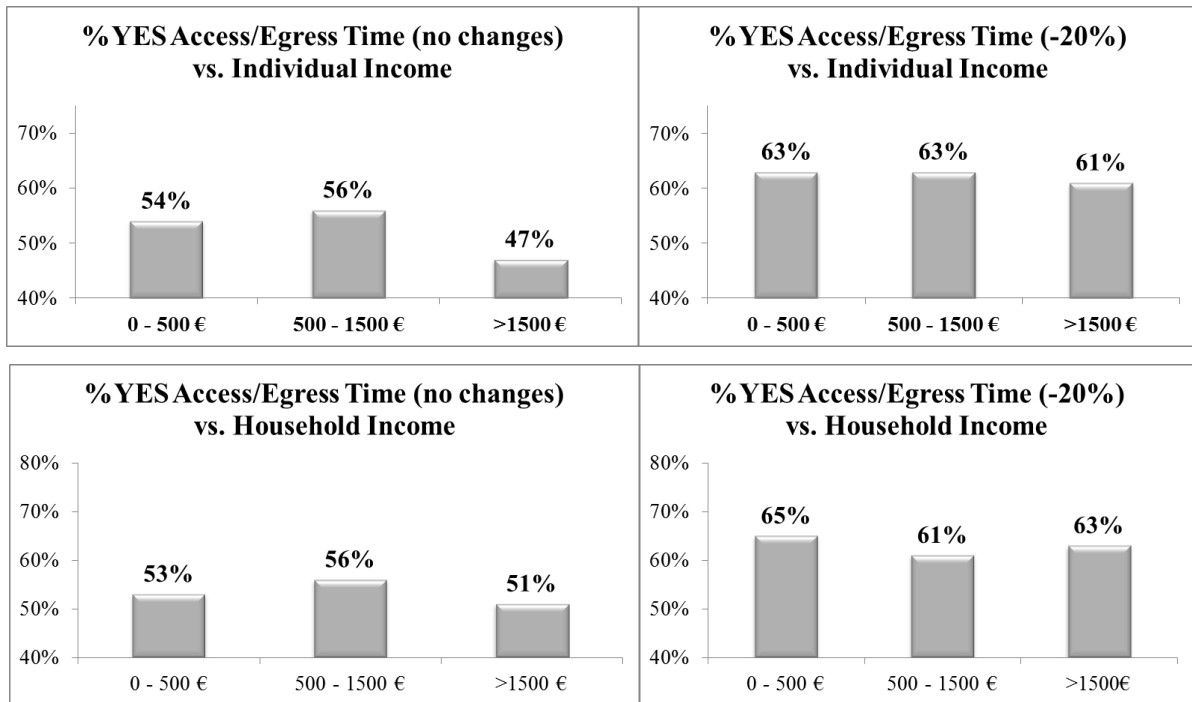 % YES Access/Egress Time (no changes)
vs. Individual Income
70%
60%
50%
40%
54%
56%
47%
0 - 500 €
500 - 1500 €
>1500 €
% YES Access/Egress Time (-20%)
vs. Individual Income
70%
60%
50%
40%
63%
63%
61%
0 - 500 €
500 - 1500 €
>1500 €
% YES Access/Egress Time (no changes)
vs. Household Income
80%
70%
60%
50%
40%
53%
56%
51%
0 - 500 €
500 - 1500 €
>1500 €
% YES Access/Egress Time (-20%)
vs. Household Income
80%
70%
60%
50%
40%
65%
61%
63%
0 - 500 €
500 - 1500 €
>1500€